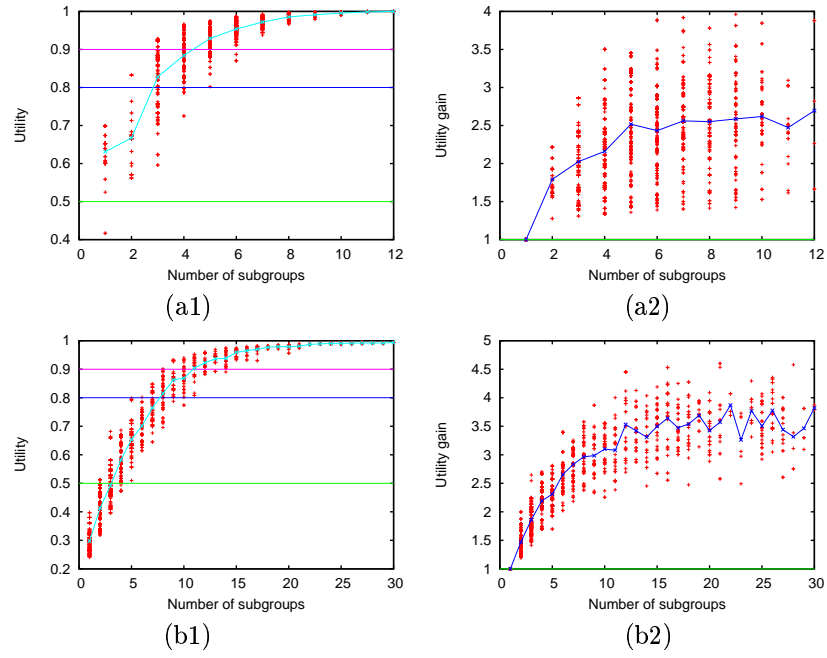 1
0.9
0.8
0.7
0.6
0.5
0.4
Utility
0 2 4 6 8 10 12
Number of subgroups
(a1)
4
3.5
3
2.5
2
1.5
1
Utility gain
0 2 4 6 8 10 12
Number of subgroups
(a2)
1
0.9
0.8
0.7
0.6
0.5
0.4
0.3
0.2
Utility
0 5 10 15 20 25 30
Number of subgroups
(b1)
5
4.5
4
3.5
3
2.5
2
1.5
1
Utility gain
0 5 10 15 20 25 30
Number of subgroups
(b2)